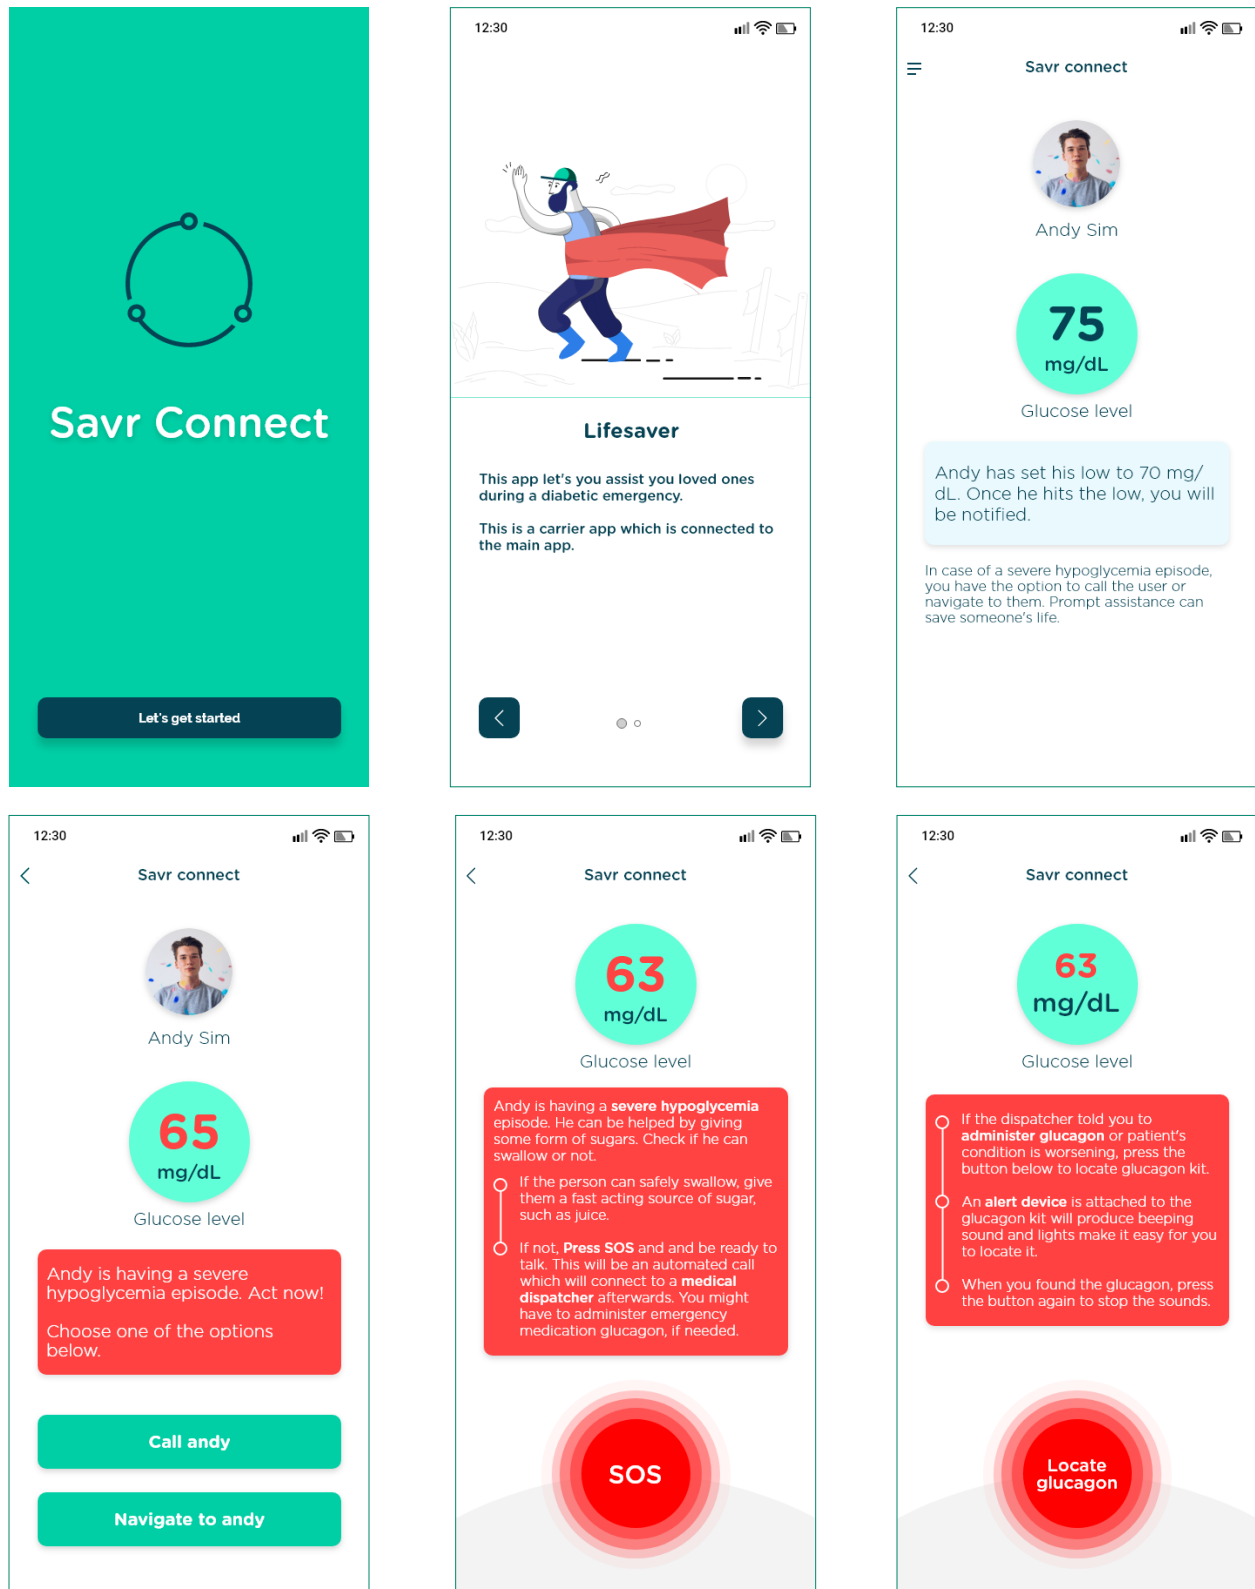 Savr Connect
Let's get started
12:30
Lifesaver
This app let's you assist you loved ones
during a diabetic emergency.
This is a carrier app which is connected to
the main app.
12:30
Savr connect
Andy Sim
75
mg/dL
Glucose level
Andy has set his low to 70 mg/
dL. Once he hits the low, you will
be notified.
In case of a severe hypoglycemia episode,
you have the option to call the user or
navigate to them. Prompt assistance can
save someone's life.
12:30
Savr connect
Andy Sim
65
mg/dL
Glucose level
Andy is having a severe
hypoglycemia episode. Act now!
Choose one of the options
below.
Call andy
Navigate to andy
12:30
Savr connect
63
mg/dL
Glucose level
Andy is having a severe hypoglycemia
episode. He can be helped by giving
some form of sugars. Check if he can
swallow or not.
If the person can safely swallow, give
them a fast acting source of sugar,
such as juice.
If not, Press SOS and and be ready to
talk. This will be an automated call
which will connect to a medical
dispatcher afterwards. You might
have to administer emergency
medication glucagon, if needed.
SOS
12:30
Savr connect
63
mg/dL
Glucose level
If the dispatcher told you to
administer glucagon or patient's
condition is worsening, press the
button below to locate glucagon kit.
An alert device is attached to the
glucagon kit will produce beeping
sound and lights make it easy for you
to locate it.
When you found the glucagon, press
the button again to stop the sounds.
Locate
glucagon